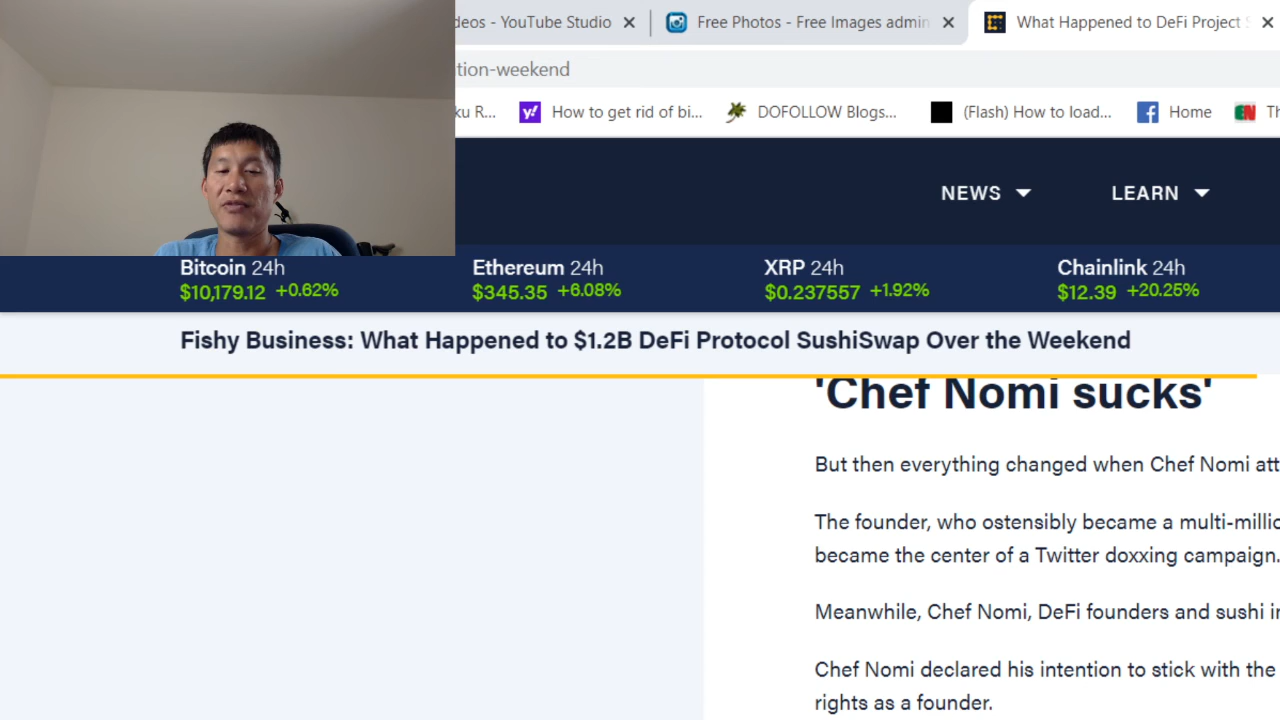 deos - YouTube Studio
Free Photos - Free Images admin
What Happened to DeFi Project
tion-weekend
ku R...
How to get rid of bi...
DOFOLLOW Blogs...
(Flash) How to load...
Home
NEWS
LEARN
Bitcoin 24h
$10,179.12 +0.62%
Ethereum 24h
$345.35 +6.08%
XRP 24h
$0.237557 +1.92%
Chainlink 24h
$12.39 +20.25%
Fishy Business: What Happened to $1.2B DeFi Protocol SushiSwap Over the Weekend
'Chef Nomi sucks'
But then everything changed when Chef Nomi att
The founder, who ostensibly became a multi-millio
became the center of a Twitter doxxing campaign.
Meanwhile, Chef Nomi, DeFi founders and sushi i
Chef Nomi declared his intention to stick with the
rights as a founder.